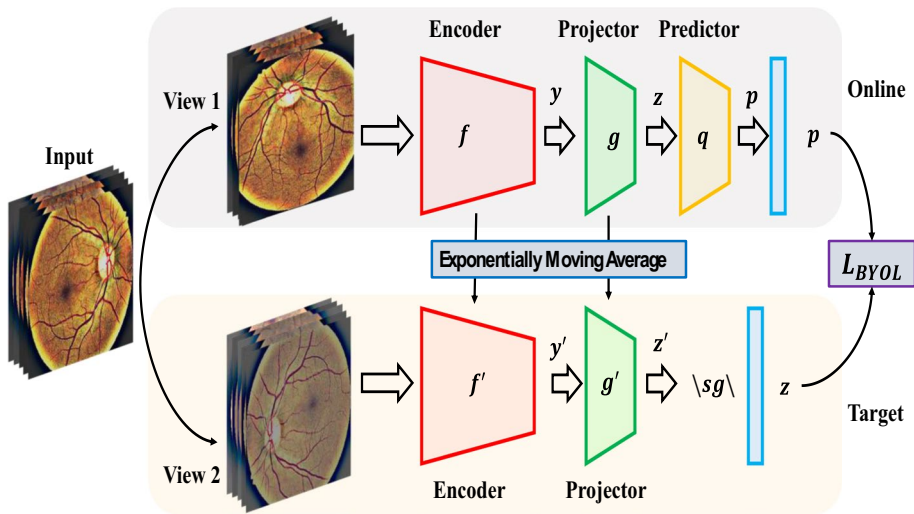 Encoder
Projector
Predictor
View 1
y
z
p
Online
f
g
q
p
Input
Exponentially Moving Average
L_BYOL
y′
z′
f′
g′
\sg\
z
Target
View 2
Encoder
Projector